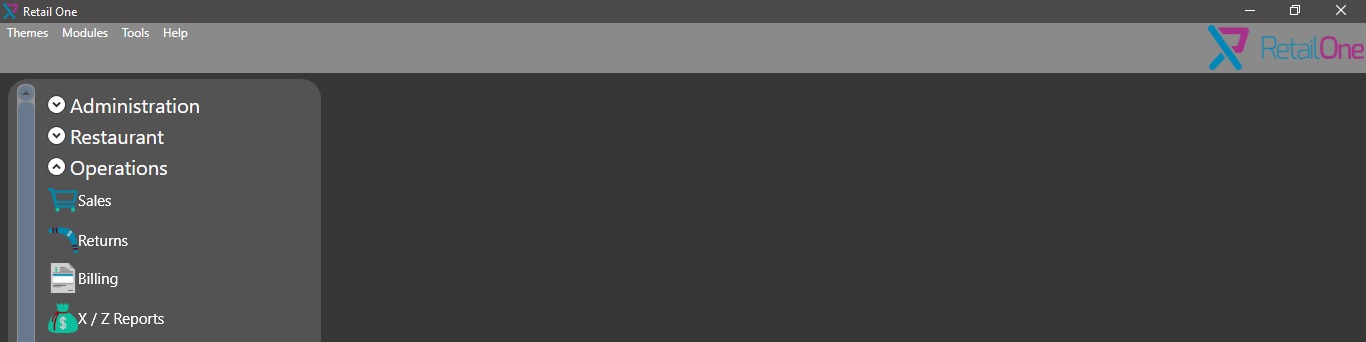 Retail One
Themes Modules Tools Help
RetailOne
Administration
Restaurant
Operations
Sales
Returns
Billing
X / Z Reports